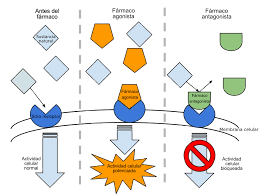 Antes del
fármaco
Fármaco
agonista
Fármaco
antagonista
Sustancia
natural
Fármaco
agonista
Fármaco
antagonista
Membrana celular
Actividad
celular
normal
Actividad celular
potenciada
Actividad
celular
bloqueada